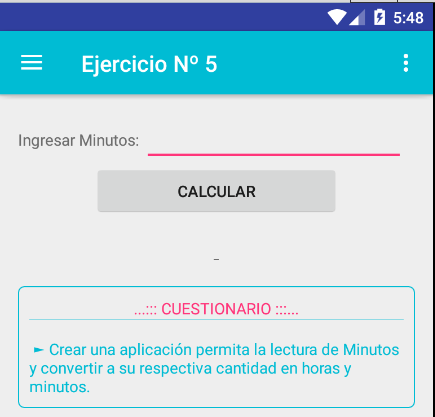 5:48
Ejercicio Nº 5
Ingresar Minutos:
CALCULAR
-
...::: CUESTIONARIO :::...
► Crear una aplicación permita la lectura de Minutos
y convertir a su respectiva cantidad en horas y
minutos.